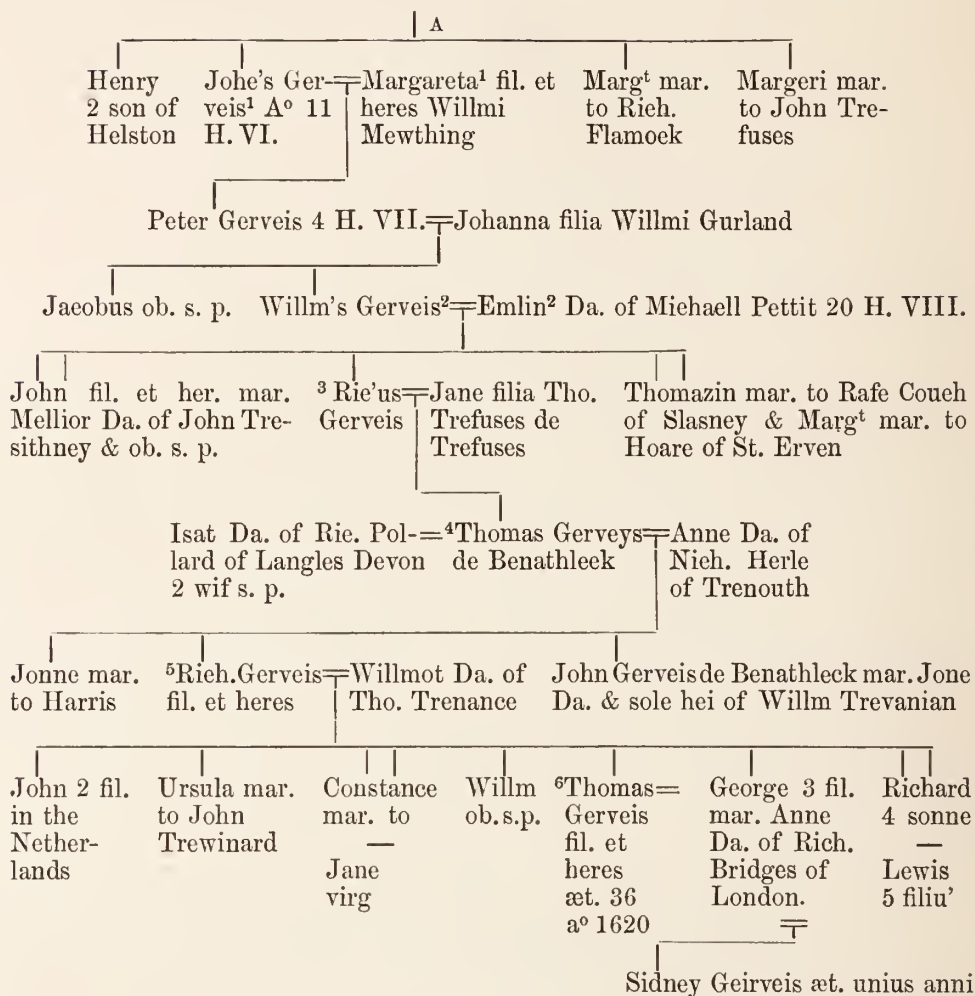 A
Henry
2 son of
Helston
Johe's Ger-
veis¹ Aº 11
H. VI.
Margareta¹ fil. et
heres Willmi
Mewthing
Margᵗ mar.
to Rich.
Flamock
Margeri mar.
to John Tre-
fuses
Peter Gerveis 4 H. VII.
Johanna filia Willmi Gurland
Jacobus ob. s. p.
Willm's Gerveis²
Emlin² Da. of Michaell Pettit 20 H. VIII.
John fil. et her. mar.
Mellior Da. of John Tre-
sithney & ob. s. p.
³ Ric'us
Gerveis
Jane filia Tho.
Trefuses de
Trefuses
Thomazin mar. to Rafe Couch
of Slasney & Margᵗ mar. to
Hoare of St. Erven
Isat Da. of Ric. Pol-
lard of Langles Devon
2 wif s. p.
⁴Thomas Gerveys
de Benathleck
Anne Da. of
Nich. Herle
of Trenouth
Jonne mar.
to Harris
⁵Rich. Gerveis
fil. et heres
Willmot Da. of
Tho. Trenance
John Gerveis de Benathleck mar. Jone
Da. & sole hei of Willm Trevanian
John 2 fil.
in the
Nether-
lands
Ursula mar.
to John
Trewinard
Constance
mar. to
—
Jane
virg
Willm
ob. s. p.
⁶Thomas
Gerveis
fil. et
heres
æt. 36
aº 1620
George 3 fil.
mar. Anne
Da. of Rich.
Bridges of
London.
Richard
4 sonne
—
Lewis
5 filiu'
Sidney Geirveis æt. unius anni